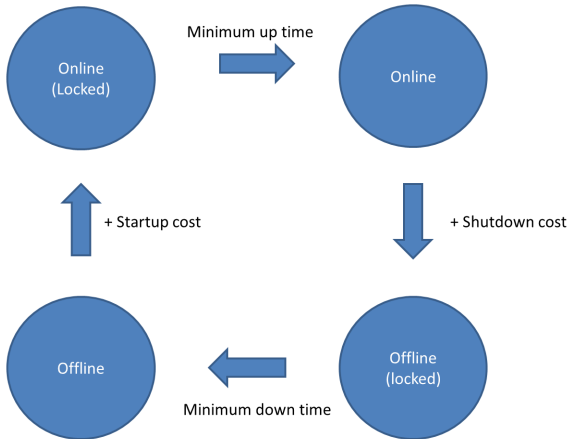 Minimum up time
Online
(Locked)
Online
+ Startup cost
+ Shutdown cost
Offline
Offline
(locked)
Minimum down time